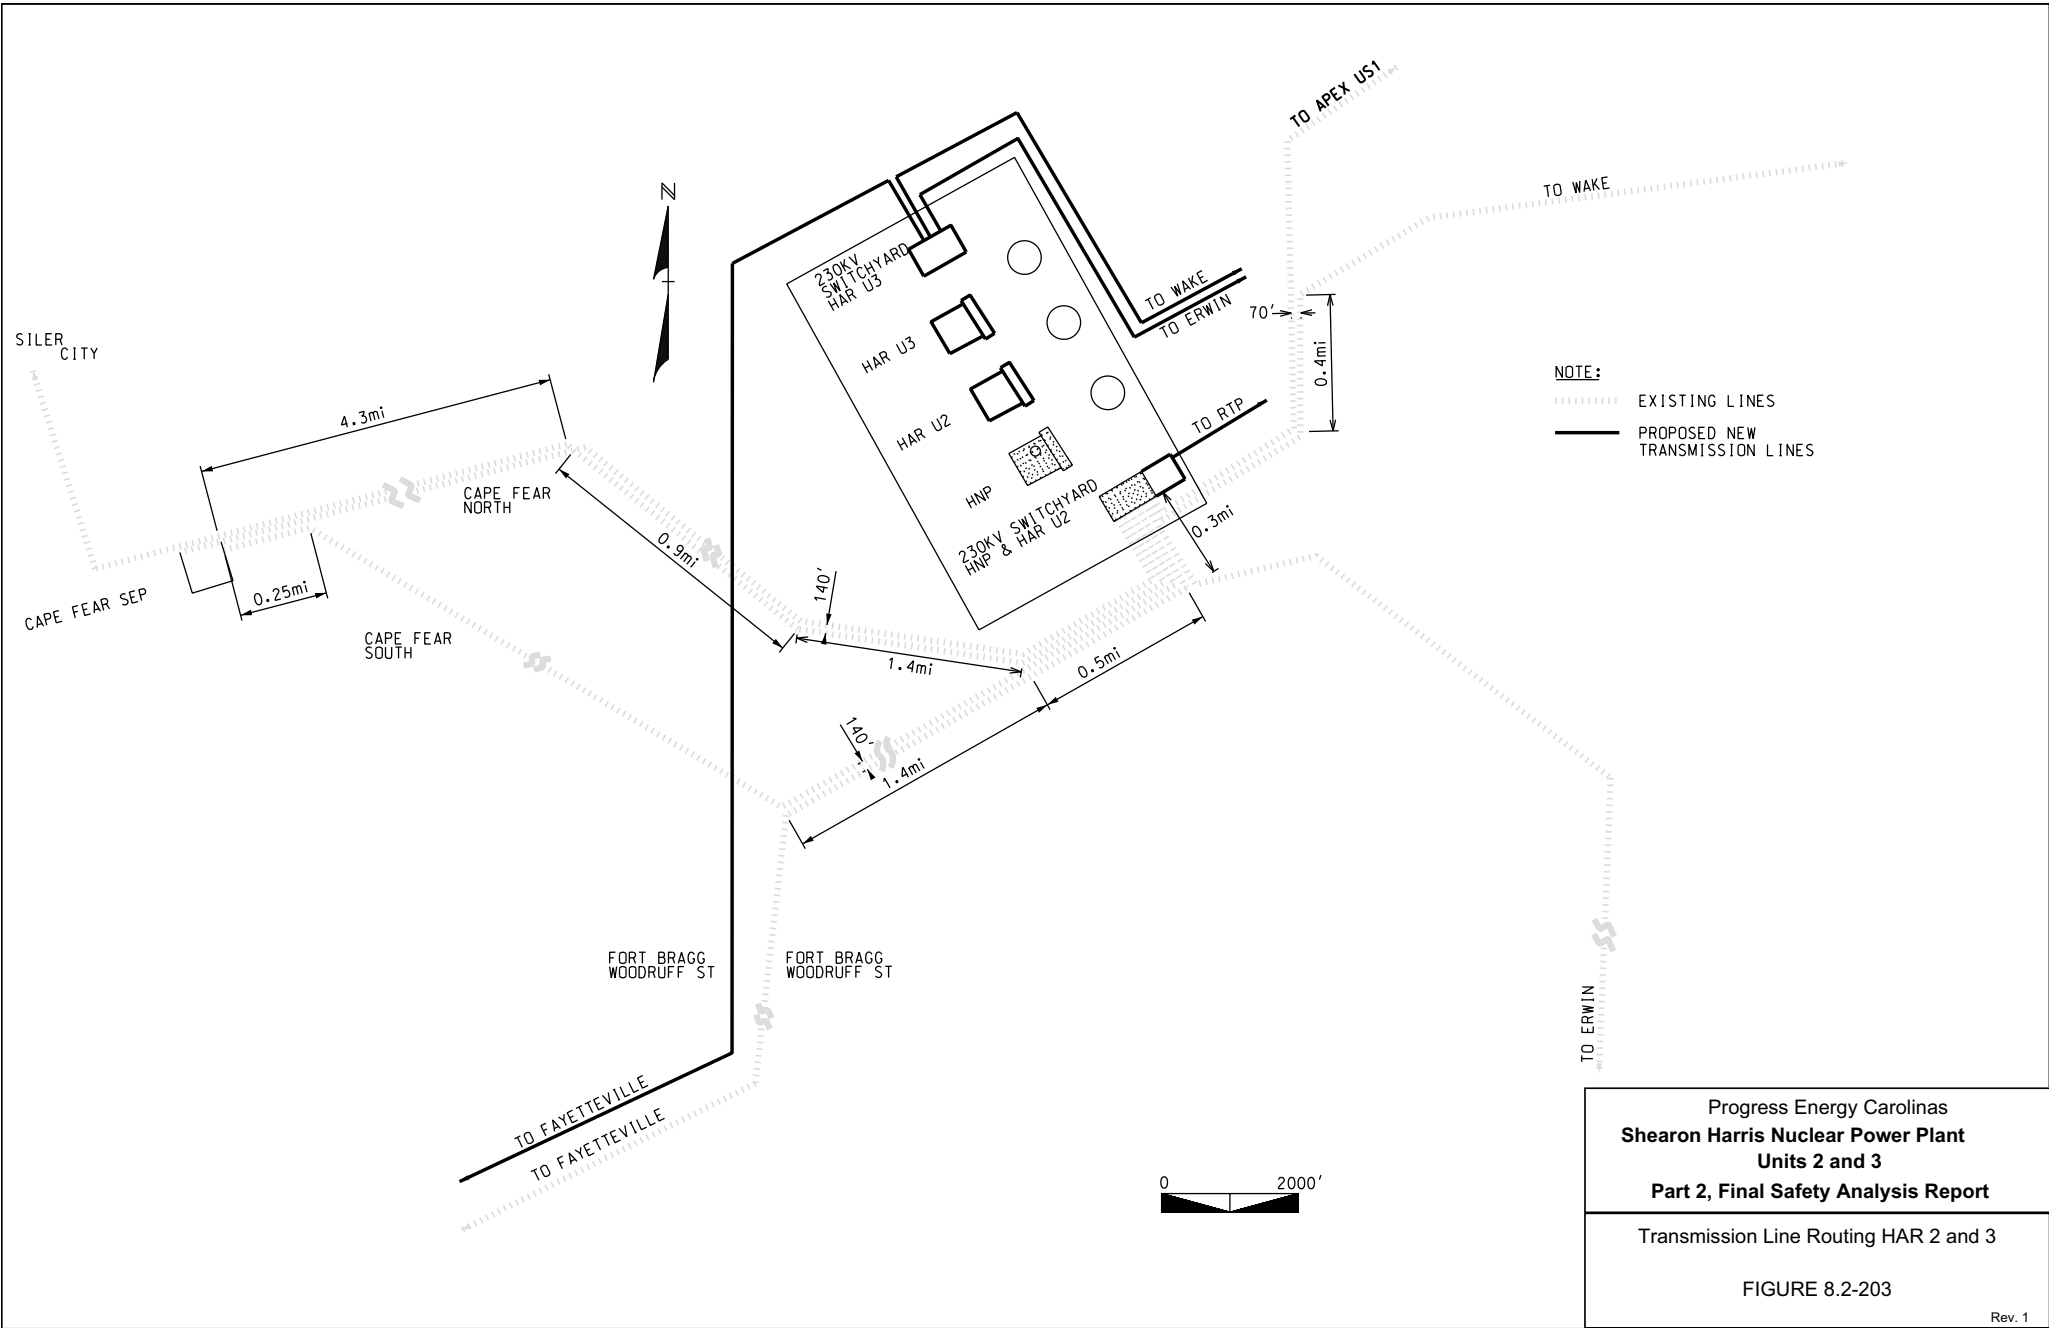 TO APEX US1
TO WAKE
N
230KV
SWITCHYARD
HAR U3
TO WAKE
TO ERWIN
70'
0.4mi
SILER
CITY
HAR U3
4.3mi
NOTE:
EXISTING LINES
PROPOSED NEW
TRANSMISSION LINES
HAR U2
TO RTP
CAPE FEAR
NORTH
HNP
230KV SWITCHYARD
HNP & HAR U2
0.3mi
0.9mi
CAPE FEAR SEP
0.25mi
140'
CAPE FEAR
SOUTH
1.4mi
0.5mi
140'
1.4mi
FORT BRAGG
WOODRUFF ST
FORT BRAGG
WOODRUFF ST
TO ERWIN
TO FAYETTEVILLE
TO FAYETTEVILLE
0 2000'
Progress Energy Carolinas
Shearon Harris Nuclear Power Plant
Units 2 and 3
Part 2, Final Safety Analysis Report
Transmission Line Routing HAR 2 and 3
FIGURE 8.2-203
Rev. 1